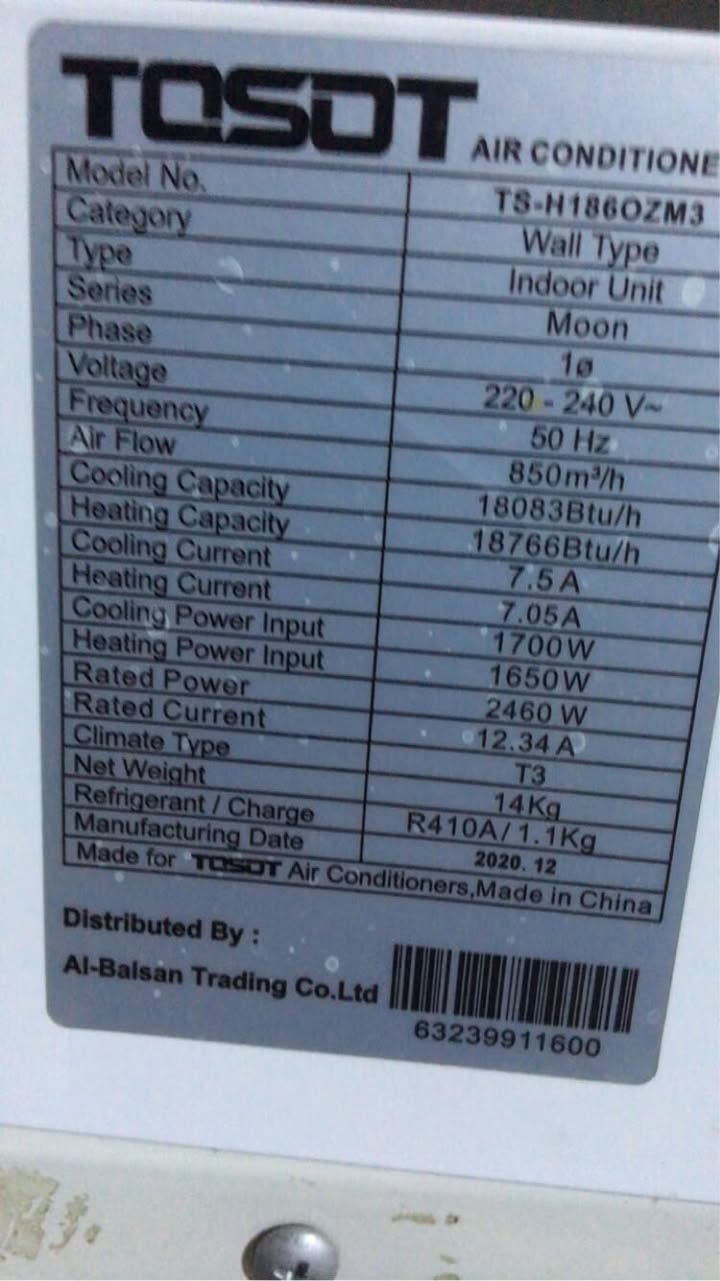 TOSOT AIR CONDITIONE
Model No. TS-H186OZM3
Category Wall Type
Type Indoor Unit
Series Moon
Phase 1ø
Voltage 220 - 240 V~
Frequency 50 Hz
Air Flow 850m³/h
Cooling Capacity 18083Btu/h
Heating Capacity 18766Btu/h
Cooling Current 7.5 A
Heating Current 7.05A
Cooling Power Input 1700W
Heating Power Input 1650W
Rated Power 2460 W
Rated Current 12.34 A
Climate Type T3
Net Weight 14Kg
Refrigerant / Charge R410A/ 1.1Kg
Manufacturing Date 2020. 12
Made for TOSOT Air Conditioners,Made in China
Distributed By :
Al-Balsan Trading Co.Ltd
63239911600